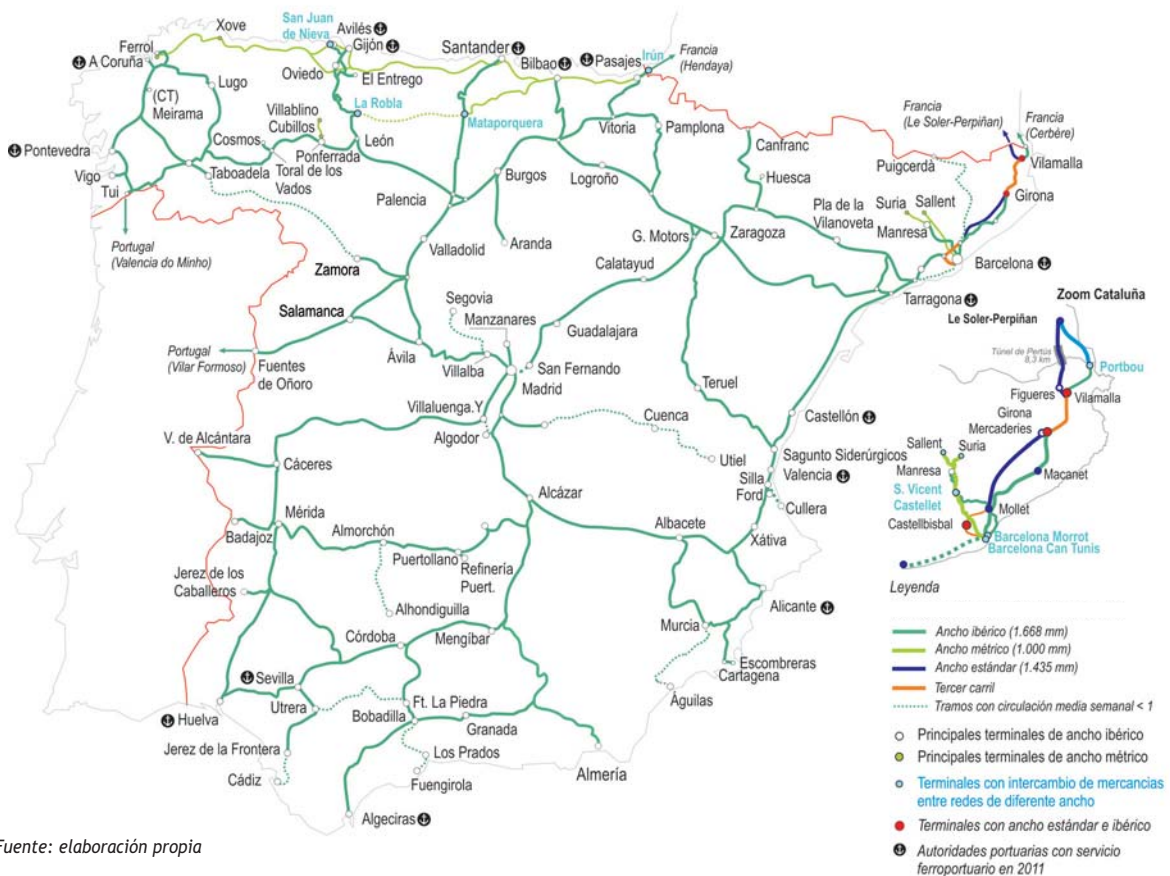 Xove
San Juan
de Nieva
Avilés
Gijón
Ferrol
A Coruña
Santander
Bilbao
Pasajes
Irún
Francia
(Hendaya)
Oviedo
El Entrego
Lugo
(CT)
Meirama
Villablino
Cubillos
La Robla
Mataporquera
Francia
(Le Soler-Perpiñan)
Francia
(Cerbère)
Pontevedra
Cosmos
Ponferrada
León
Vitoria
Pamplona
Canfranc
Puigcerdá
Vilamalla
Vigo
Tui
Taboadela
Toral de los
Vados
Burgos
Logroño
Huesca
Girona
Palencia
Pla de la
Vilanoveta
Suria
Sallent
Manresa
Portugal
(Valencia do Minho)
Valladolid
Aranda
G. Motors
Zaragoza
Calatayud
Barcelona
Zamora
Segovia
Manzanares
Tarragona
Zoom Cataluña
Salamanca
Guadalajara
Le Soler-Perpiñan
Portugal
(Vilar Formoso)
Fuentes
de Oñoro
Ávila
Villalba
San Fernando
Madrid
Túnel de Pertús
8,3 km
Portbou
Teruel
Figueres
Vilamalla
Villaluenga.Y
Algodor
Cuenca
Castellón
Girona
Mercaderies
V. de Alcántara
Utiel
Sagunto Siderúrgicos
Sallent
Suria
Cáceres
Valencia
Manresa
Macanet
Silla
Ford
S. Vicent
Castellet
Alcázar
Cullera
Mollet
Mérida
Almorchón
Albacete
Castellbisbal
Badajoz
Xátiva
Barcelona Morrot
Barcelona Can Tunis
Puertollano
Refinería
Puert.
Jerez de los
Caballeros
Leyenda
Alhondiguilla
Alicante
Ancho ibérico (1.668 mm)
Córdoba
Mengíbar
Murcia
Ancho métrico (1.000 mm)
Ancho estándar (1.435 mm)
Escombreras
Cartagena
Tercer carril
Sevilla
Águilas
Tramos con circulación media semanal < 1
Utrera
Ft. La Piedra
Huelva
Bobadilla
Granada
Principales terminales de ancho ibérico
Jerez de la Frontera
Los Prados
Principales terminales de ancho métrico
Cádiz
Fuengirola
Almería
Terminales con intercambio de mercancias
entre redes de diferente ancho
Algeciras
Terminales con ancho estándar e ibérico
Fuente: elaboración propia
Autoridades portuarias con servicio
ferroportuario en 2011